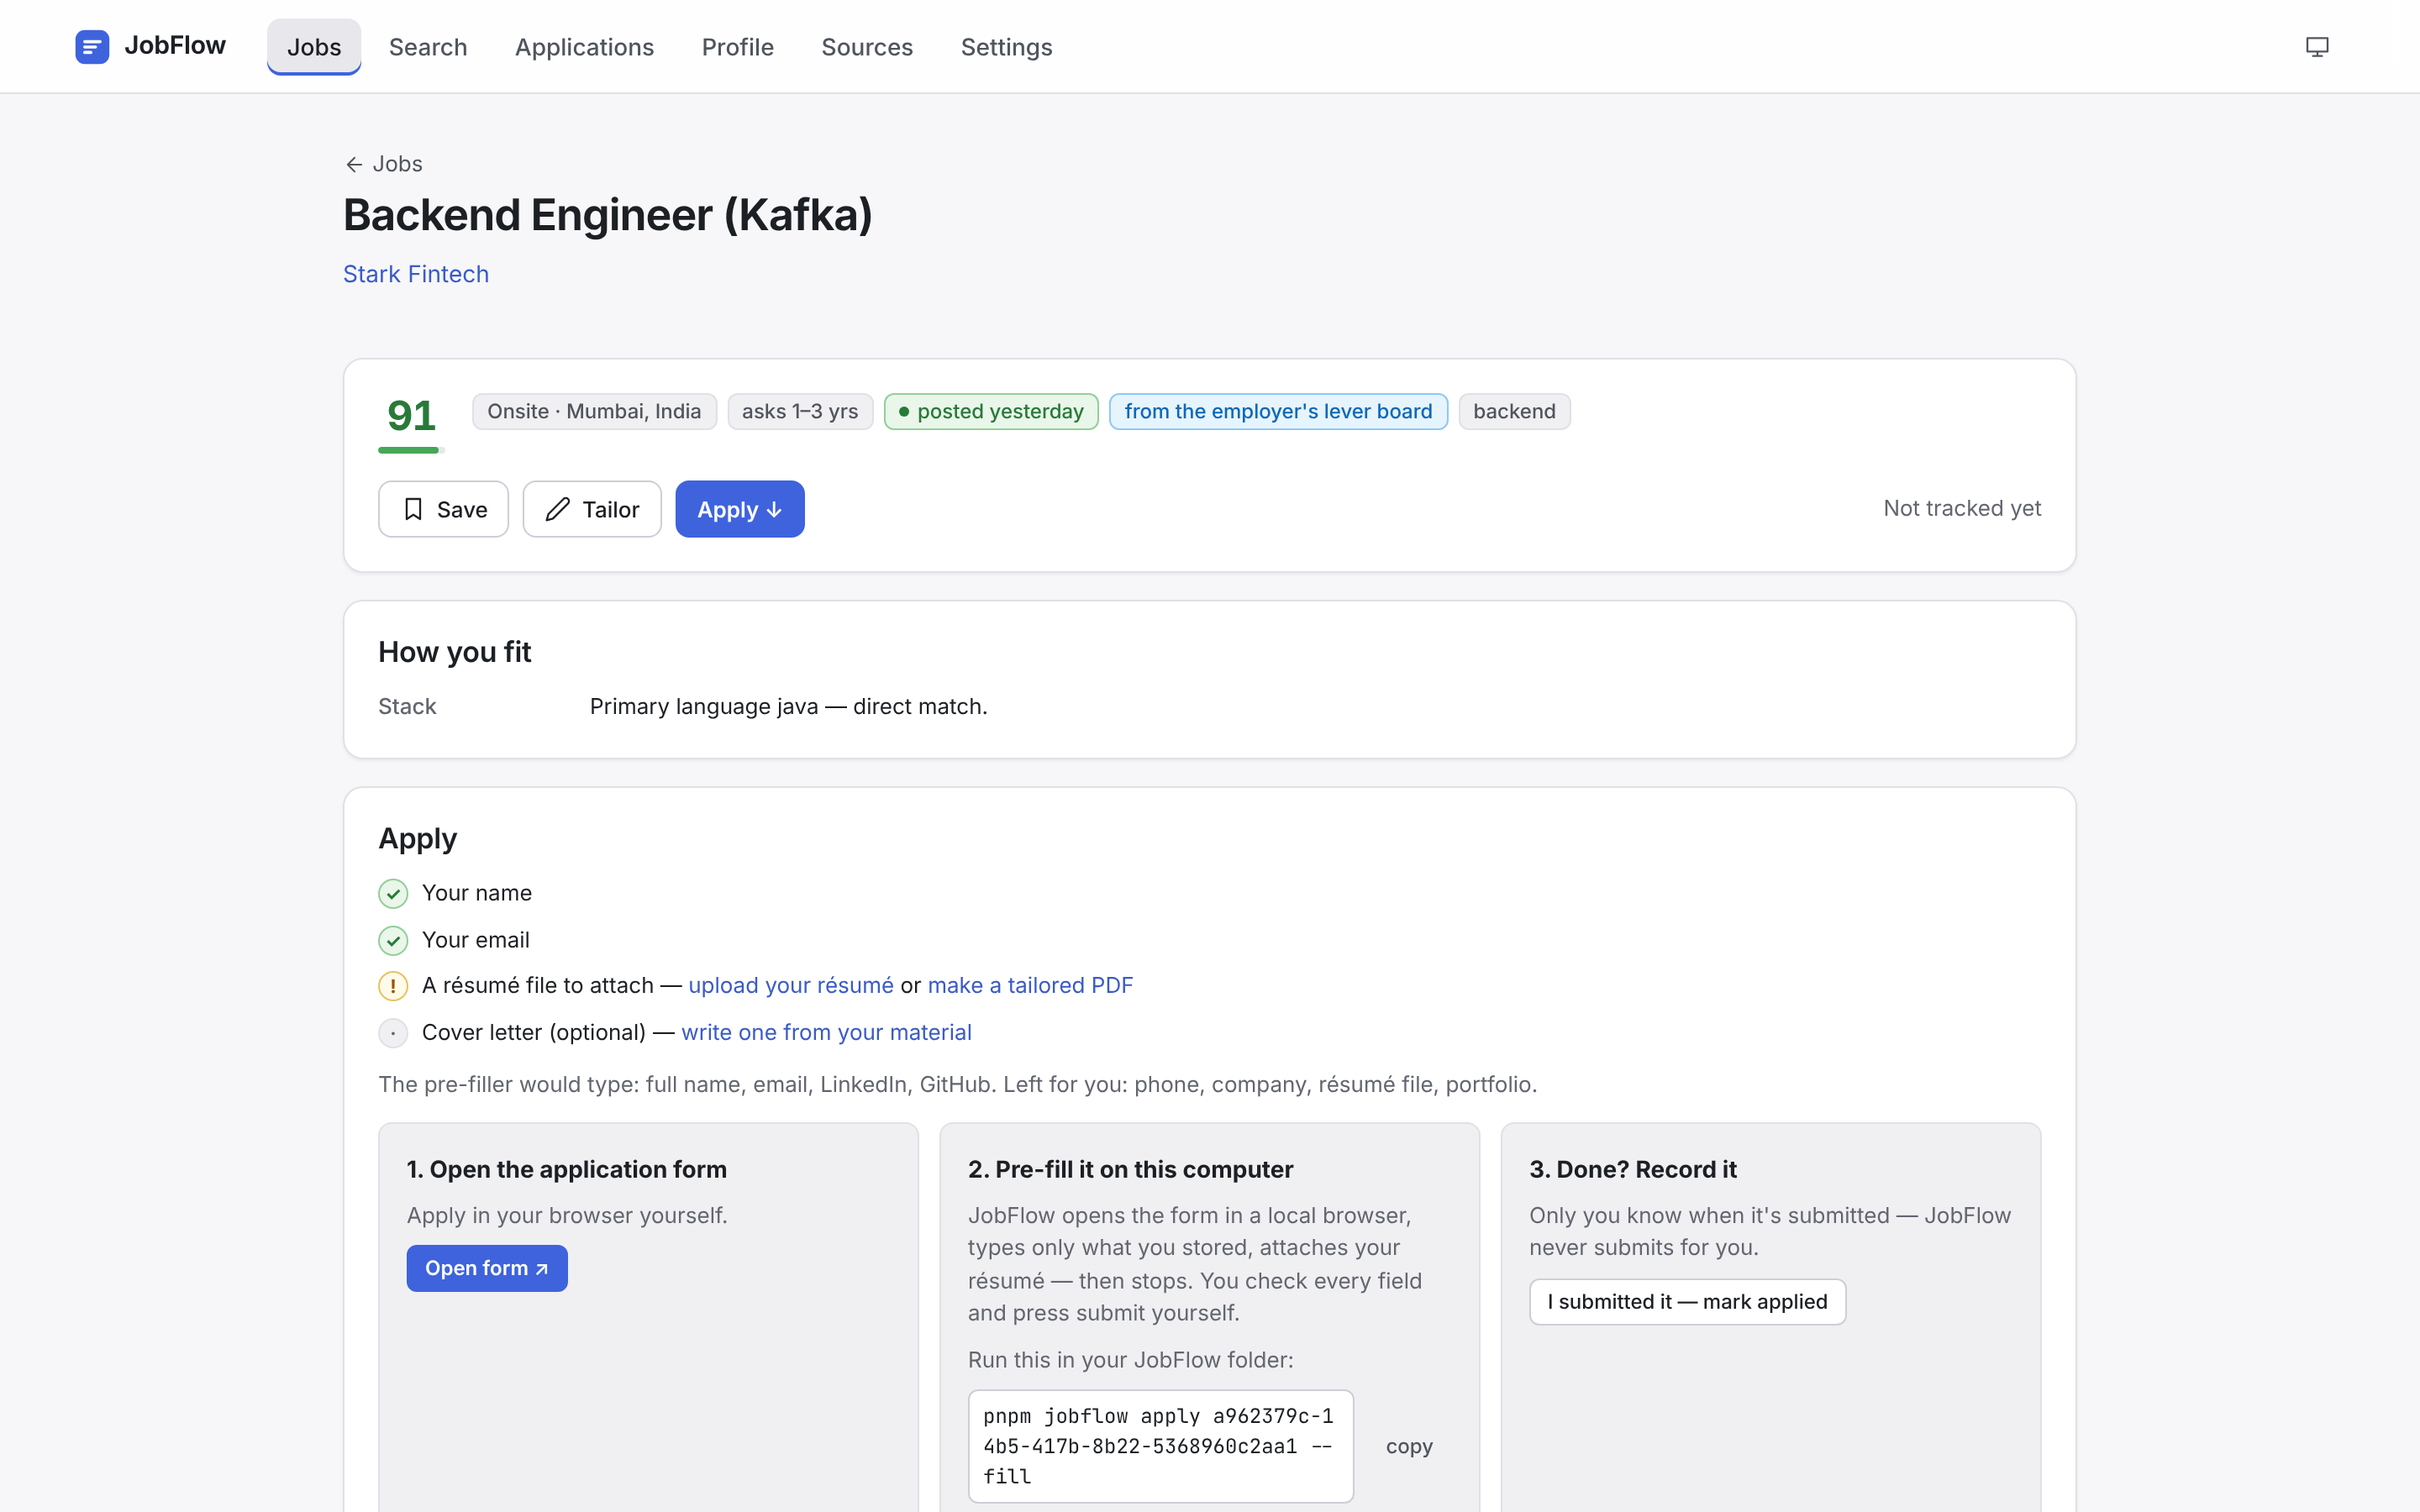 JobFlow
Jobs
Search
Applications
Profile
Sources
Settings
← Jobs
Backend Engineer (Kafka)
Stark Fintech
91
Onsite · Mumbai, India
asks 1–3 yrs
posted yesterday
from the employer's lever board
backend
Save
Tailor
Apply ↓
Not tracked yet
How you fit
Stack
Primary language java — direct match.
Apply
Your name
Your email
! A résumé file to attach — upload your résumé or make a tailored PDF
· Cover letter (optional) — write one from your material
The pre-filler would type: full name, email, LinkedIn, GitHub. Left for you: phone, company, résumé file, portfolio.
1. Open the application form
Apply in your browser yourself.
Open form ↗
2. Pre-fill it on this computer
JobFlow opens the form in a local browser,
types only what you stored, attaches your
résumé — then stops. You check every field
and press submit yourself.
Run this in your JobFlow folder:
pnpm jobflow apply a962379c-1
4b5-417b-8b22-5368960c2aa1 --
fill
copy
3. Done? Record it
Only you know when it's submitted — JobFlow
never submits for you.
I submitted it — mark applied